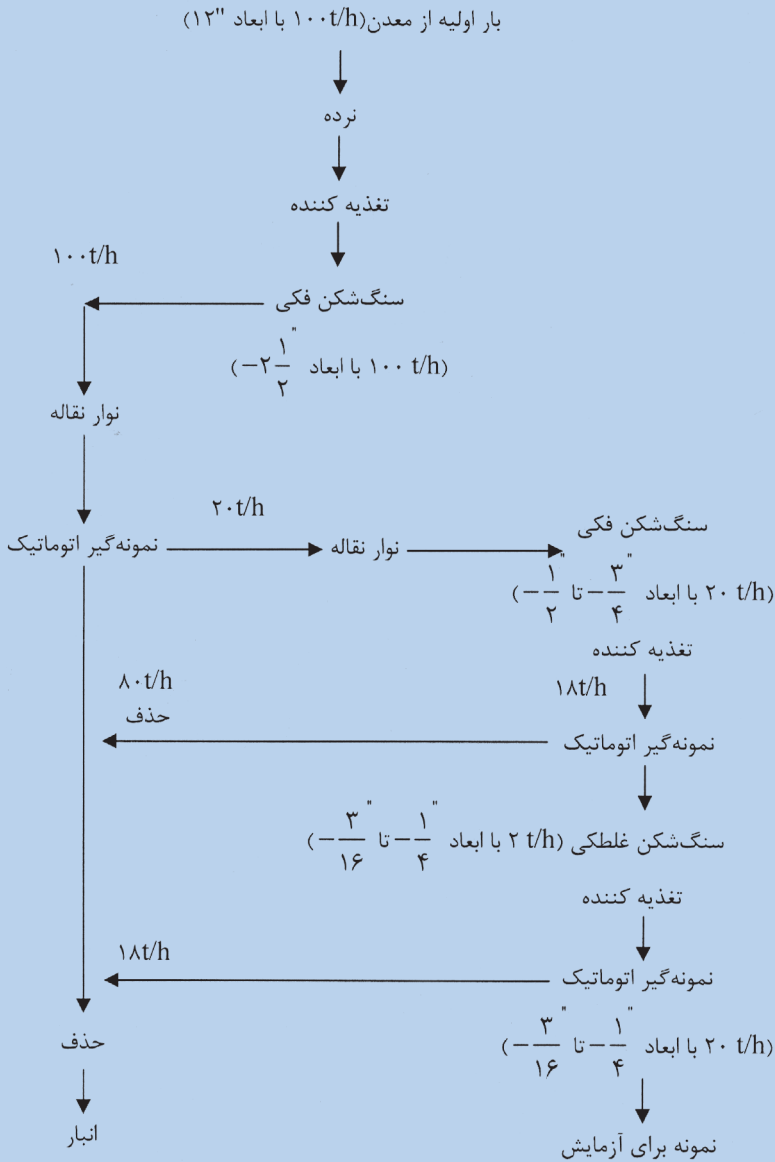 بار اولیه از معدن(۱۰۰t/h با ابعاد "۱۲)
نرده
تغذیه کننده
۱۰۰t/h
سنگ‌شکن فکی
(۱۰۰ t/h با ابعاد "۲ ۱/۲-)
نوار نقاله
۲۰t/h
سنگ‌شکن فکی
نمونه‌گیر اتوماتیک
نوار نقاله
(۲۰ t/h با ابعاد "۳/۴- تا "۱/۲-)
تغذیه کننده
۸۰t/h
۱۸t/h
حذف
نمونه‌گیر اتوماتیک
سنگ‌شکن غلطکی (۲ t/h با ابعاد "۱/۴- تا "۳/۱۶-)
تغذیه کننده
۱۸t/h
نمونه‌گیر اتوماتیک
حذف
(۲۰ t/h با ابعاد "۱/۴- تا "۳/۱۶-)
انبار
نمونه برای آزمایش